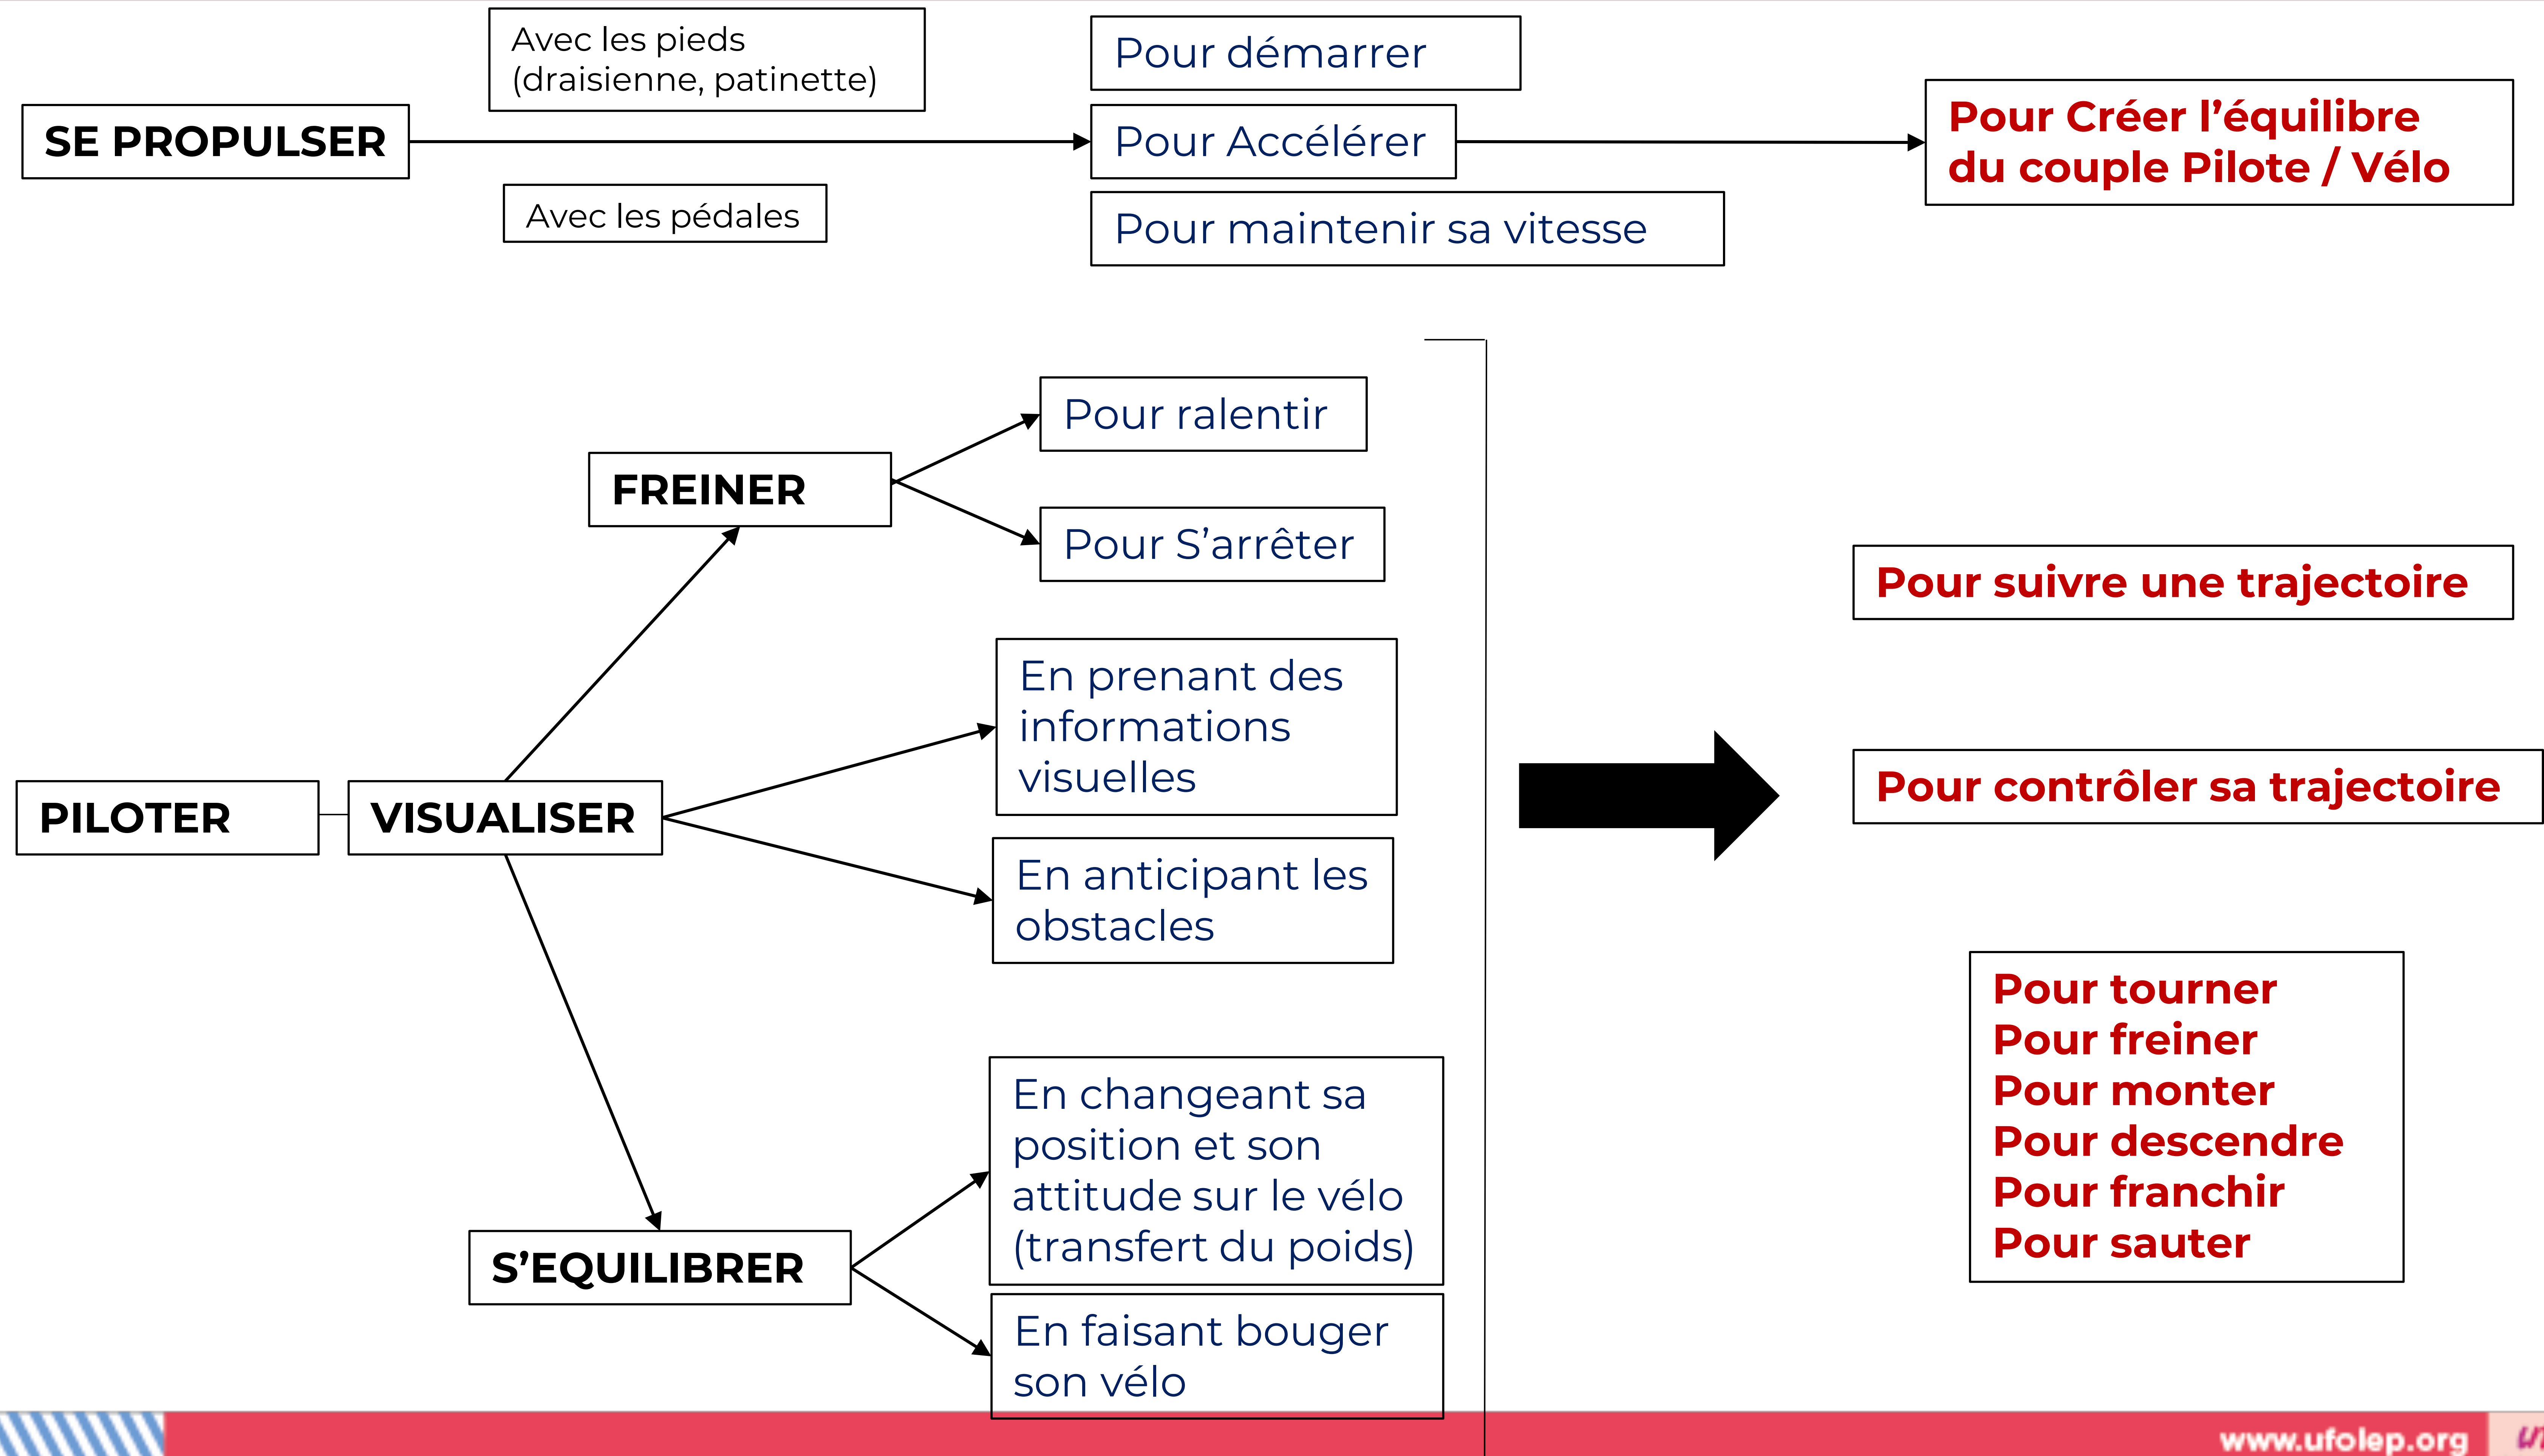 Avec les pieds
(draisienne, patinette)
Pour démarrer
SE PROPULSER
Pour Accélérer
Pour Créer l’équilibre
du couple Pilote / Vélo
Avec les pédales
Pour maintenir sa vitesse
Pour ralentir
FREINER
Pour S’arrêter
Pour suivre une trajectoire
En prenant des
informations
visuelles
PILOTER
VISUALISER
Pour contrôler sa trajectoire
En anticipant les
obstacles
Pour tourner
Pour freiner
Pour monter
Pour descendre
Pour franchir
Pour sauter
En changeant sa
position et son
attitude sur le vélo
(transfert du poids)
S’EQUILIBRER
En faisant bouger
son vélo
www.ufolep.org